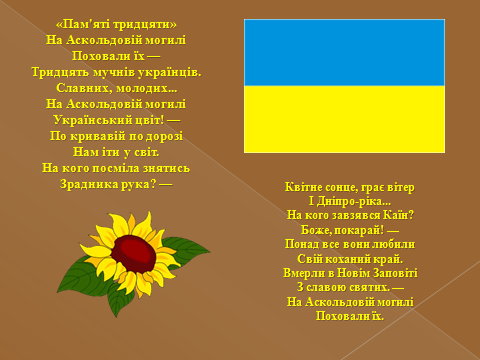 «Пам'яті тридцяти»
На Аскольдовій могилі
Поховали їх —
Тридцять мучнів українців.
Славних, молодих...
На Аскольдовій могилі
Український цвіт! —
По кривавій по дорозі
Нам іти у світ.
На кого посміла знятись
Зрадника рука? —
Квітне сонце, грає вітер
І Дніпро-ріка...
На кого завзявся Каїн?
Боже, покарай! —
Понад все вони любили
Свій коханий край.
Вмерли в Новім Заповіті
З славою святих. —
На Аскольдовій могилі
Поховали їх.